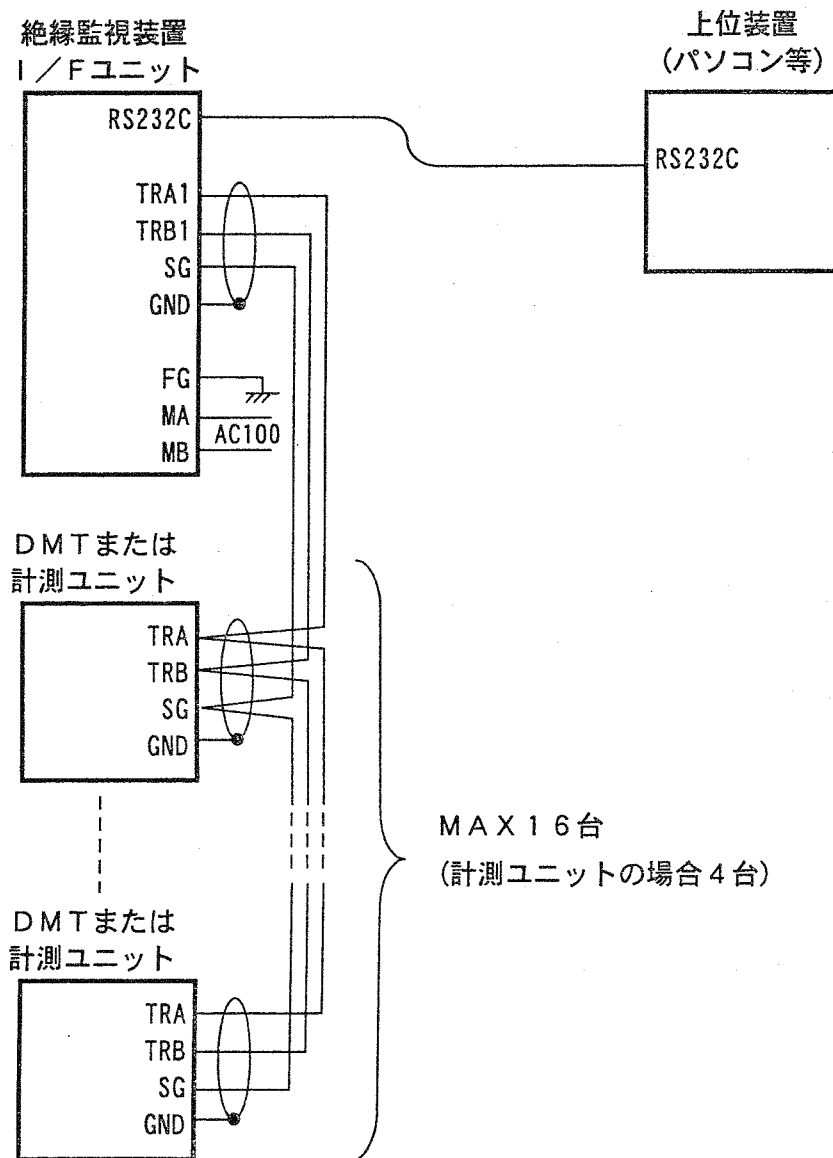 絶縁監視装置
I/Fユニット
RS232C
TRA1
TRB1
SG
GND
FG
MA
AC100
MB
上位装置
(パソコン等)
RS232C
DMTまたは
計測ユニット
TRA
TRB
SG
GND
MAX16台
(計測ユニットの場合4台)
DMTまたは
計測ユニット
TRA
TRB
SG
GND